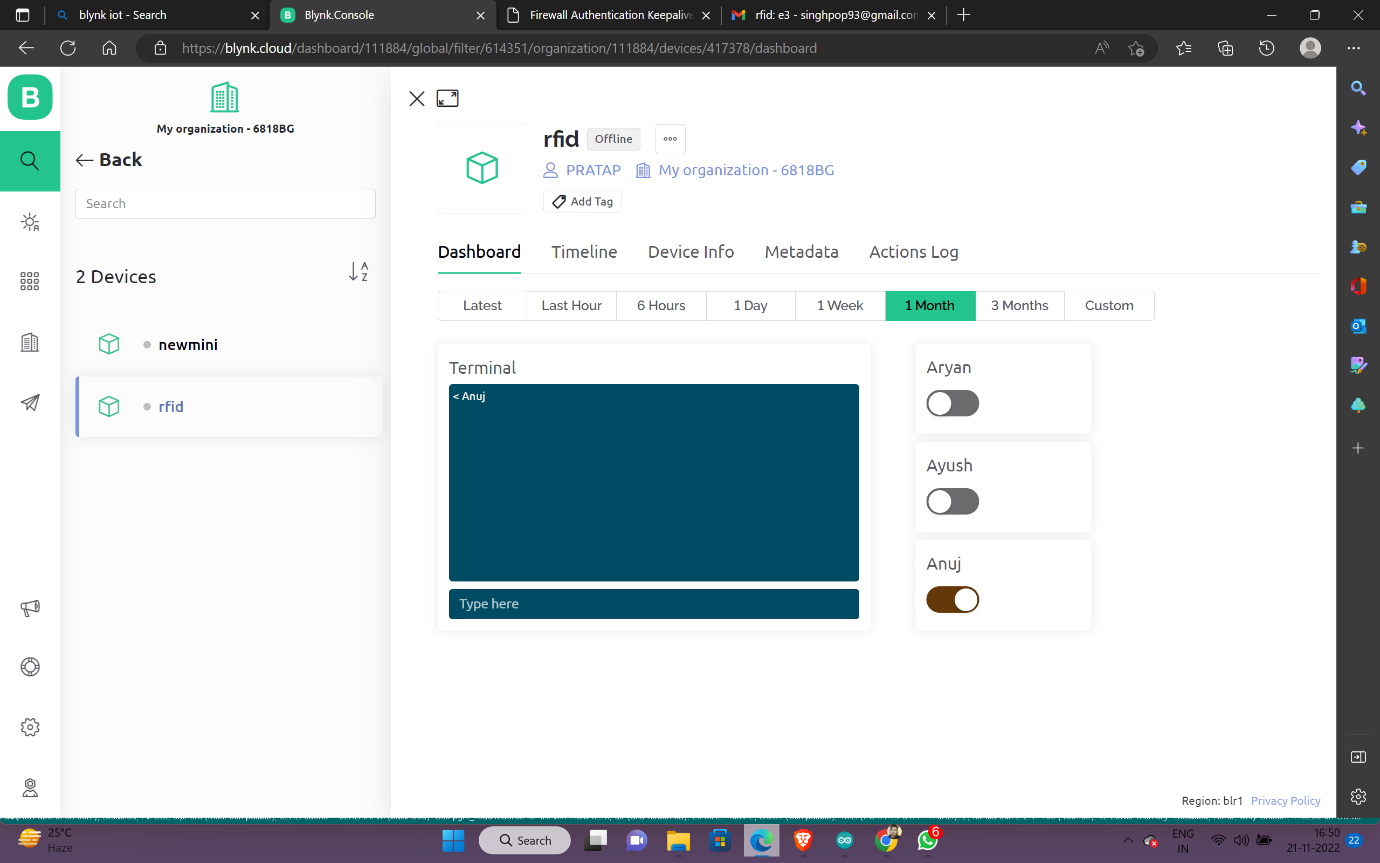 blynk iot - Search
Blynk.Console
Firewall Authentication Keepalive
rfid: e3 - singhpop93@gmail.com
https://blynk.cloud/dashboard/111884/global/filter/614351/organization/111884/devices/417378/dashboard
B
My organization - 6818BG
Back
Search
2 Devices
A
Z
newmini
rfid
rfid
Offline
PRATAP
My organization - 6818BG
Add Tag
Dashboard
Timeline
Device Info
Metadata
Actions Log
Latest
Last Hour
6 Hours
1 Day
1 Week
1 Month
3 Months
Custom
Terminal
< Anuj
Type here
Aryan
Ayush
Anuj
Region: blr1
Privacy Policy
25°C
Haze
Search
6
ENG
IN
16:50
21-11-2022
22